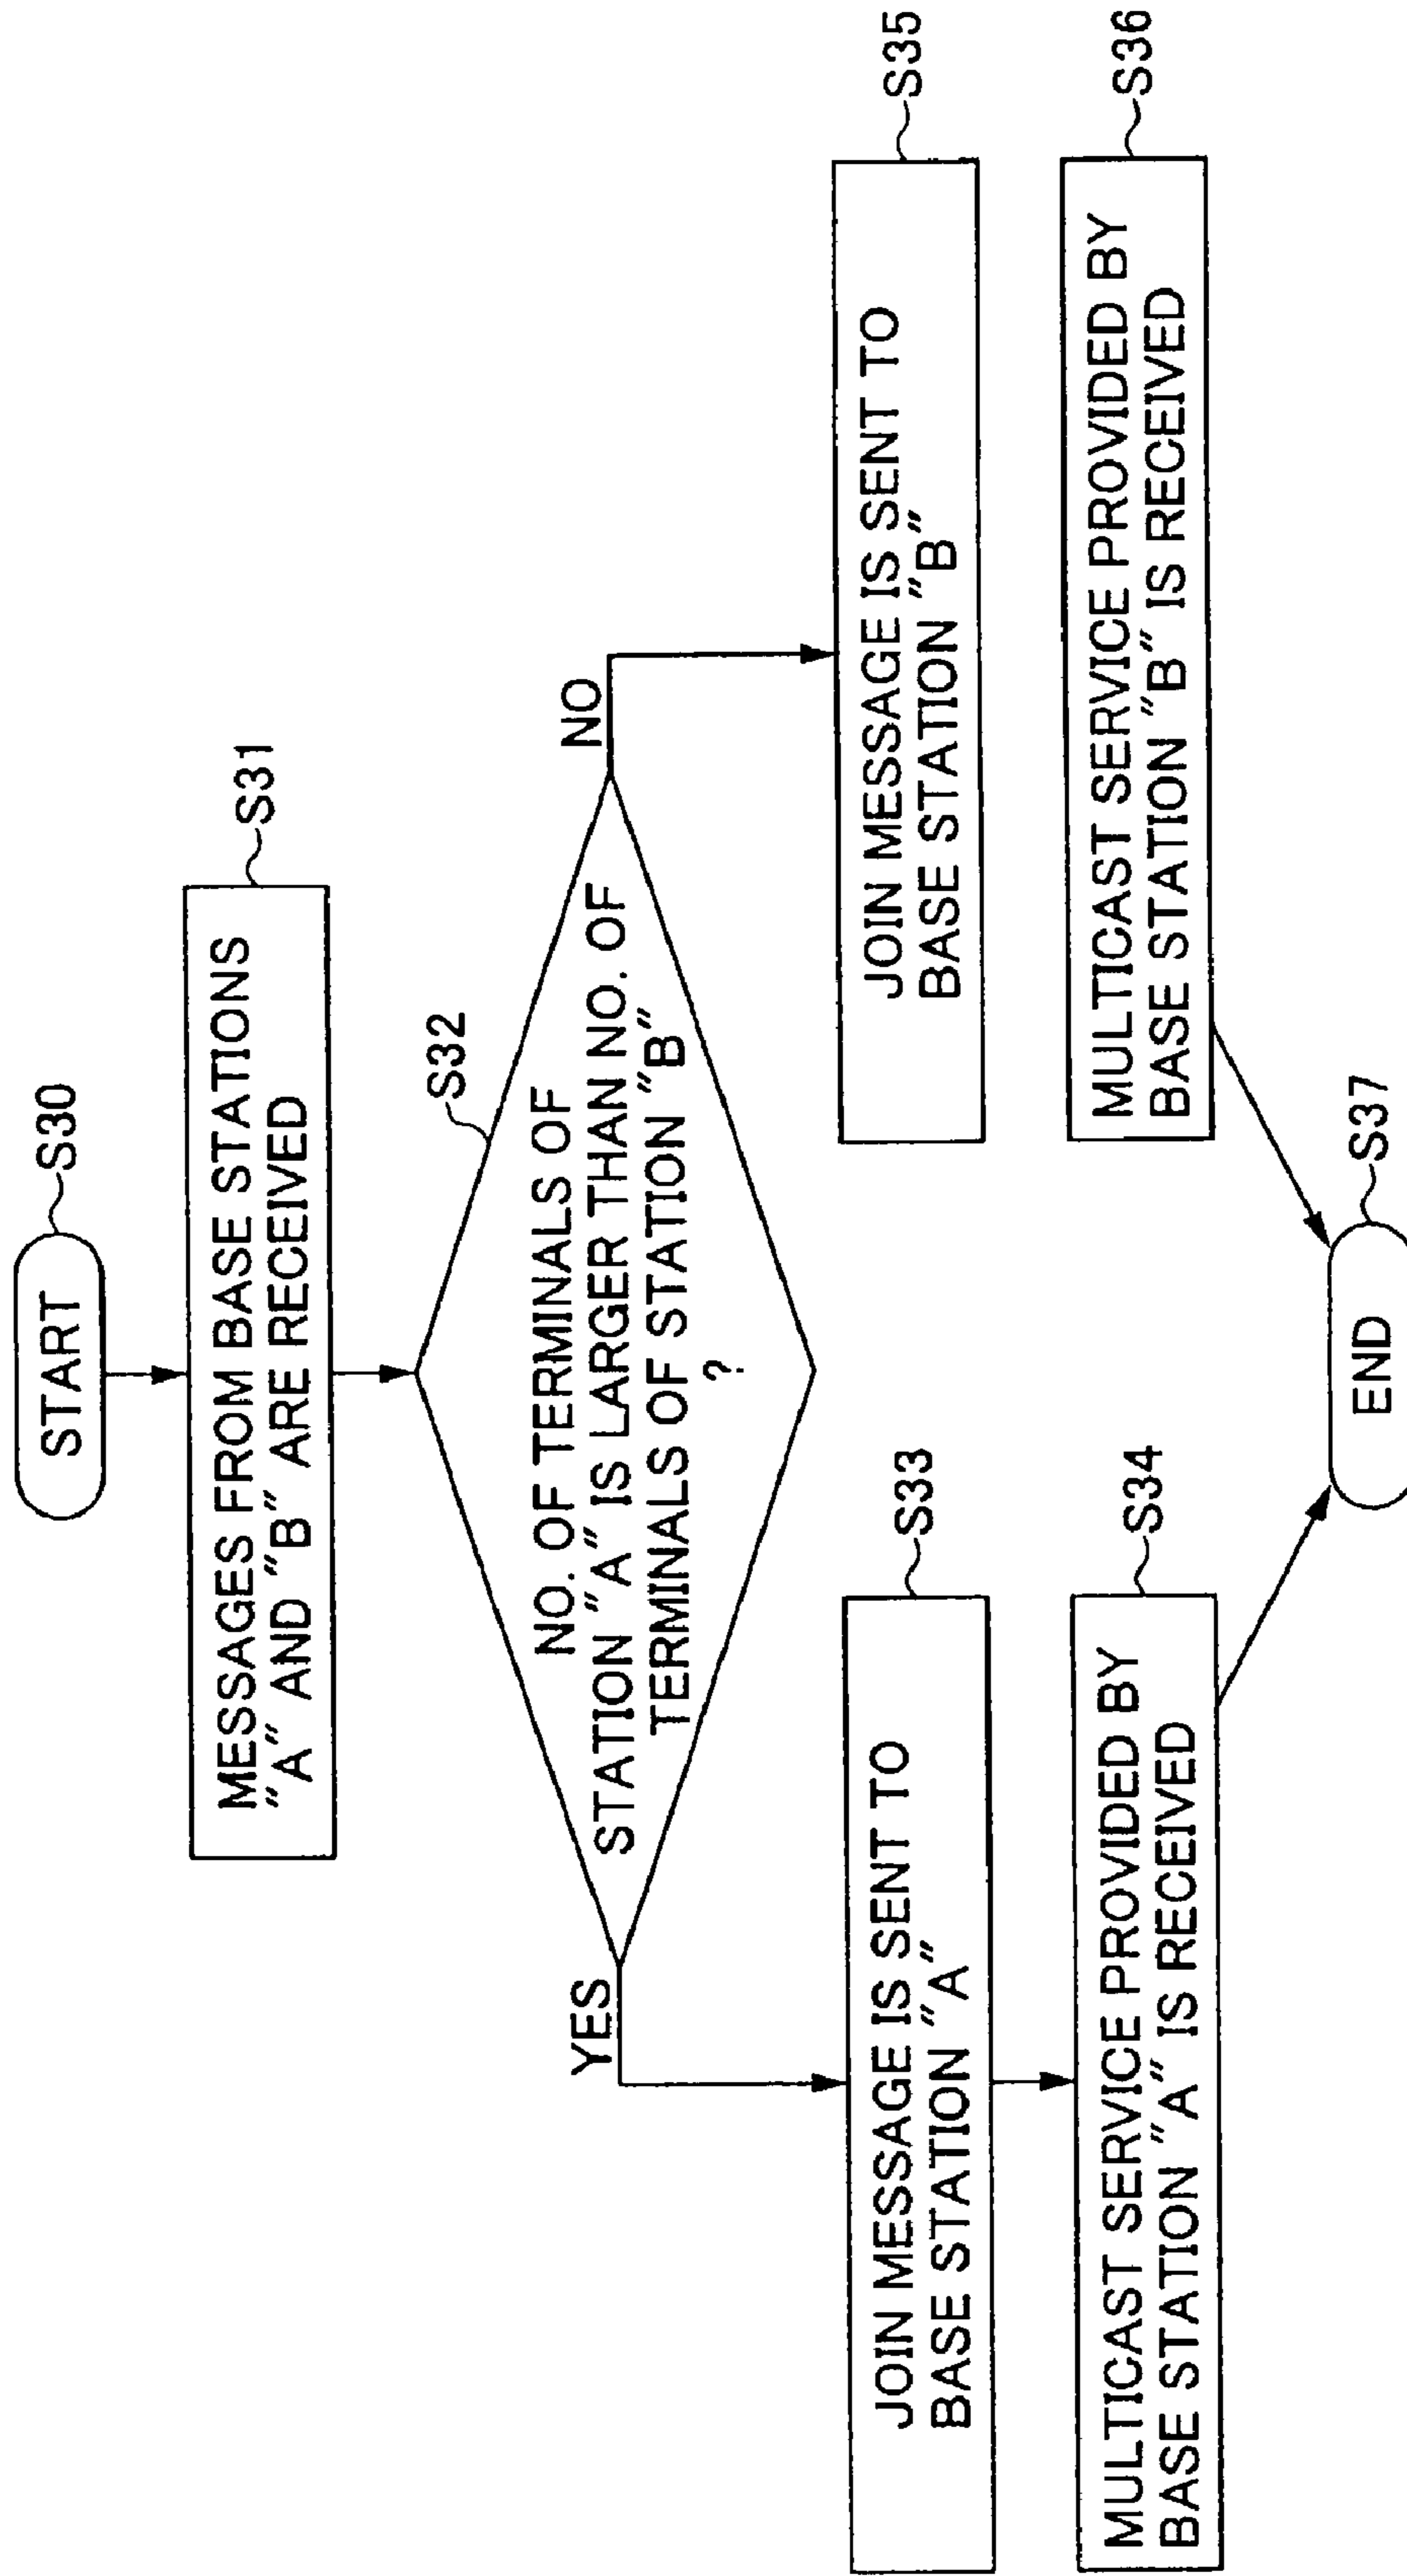 START
S30
MESSAGES FROM BASE STATIONS
"A" AND "B" ARE RECEIVED
S31
S32
NO. OF TERMINALS OF
STATION "A" IS LARGER THAN NO. OF
TERMINALS OF STATION "B"
?
YES
NO
JOIN MESSAGE IS SENT TO
BASE STATION "A"
S33
JOIN MESSAGE IS SENT TO
BASE STATION "B"
S35
MULTICAST SERVICE PROVIDED BY
BASE STATION "A" IS RECEIVED
S34
MULTICAST SERVICE PROVIDED BY
BASE STATION "B" IS RECEIVED
S36
END
S37